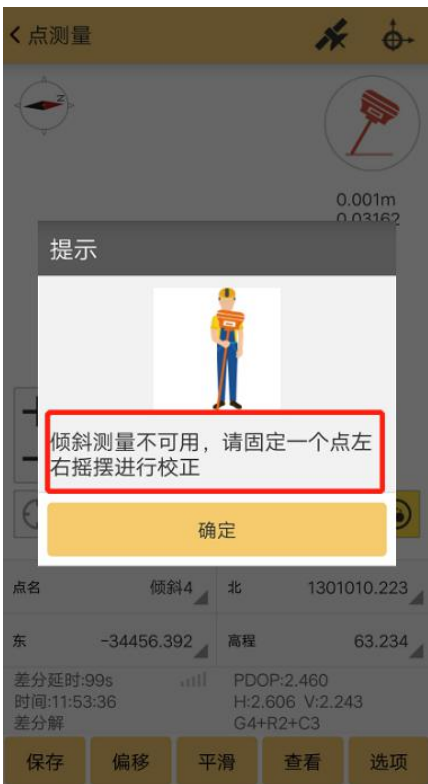 点测量
Z
0.001m
0.03162
提示
倾斜测量不可用，请固定一个点左
右摇摆进行校正
确定
点名 倾斜4 北 1301010.223
东 -34456.392 高程 63.234
差分延时:99s PDOP:2.460
时间:11:53:36 H:2.606 V:2.243
差分解 G4+R2+C3
保存 偏移 平滑 查看 选项